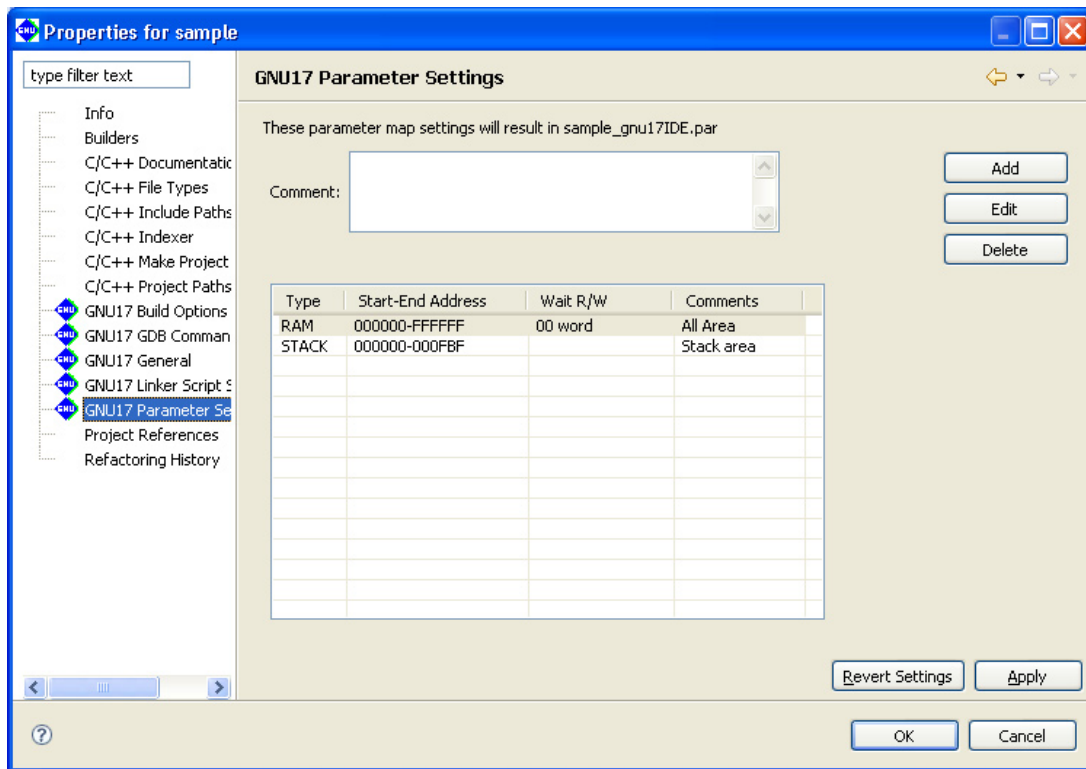 Properties for sample
type filter text
Info
Builders
C/C++ Documentatic
C/C++ File Types
C/C++ Include Paths
C/C++ Indexer
C/C++ Make Project
C/C++ Project Paths
GNU17 Build Options
GNU17 GDB Comman
GNU17 General
GNU17 Linker Script S
GNU17 Parameter Se
Project References
Refactoring History
GNU17 Parameter Settings
These parameter map settings will result in sample_gnu17IDE.par
Comment:
Add
Edit
Delete
Type Start-End Address Wait R/W Comments
RAM 000000-FFFFFF 00 word All Area
STACK 000000-000FBF Stack area
Revert Settings Apply
OK Cancel